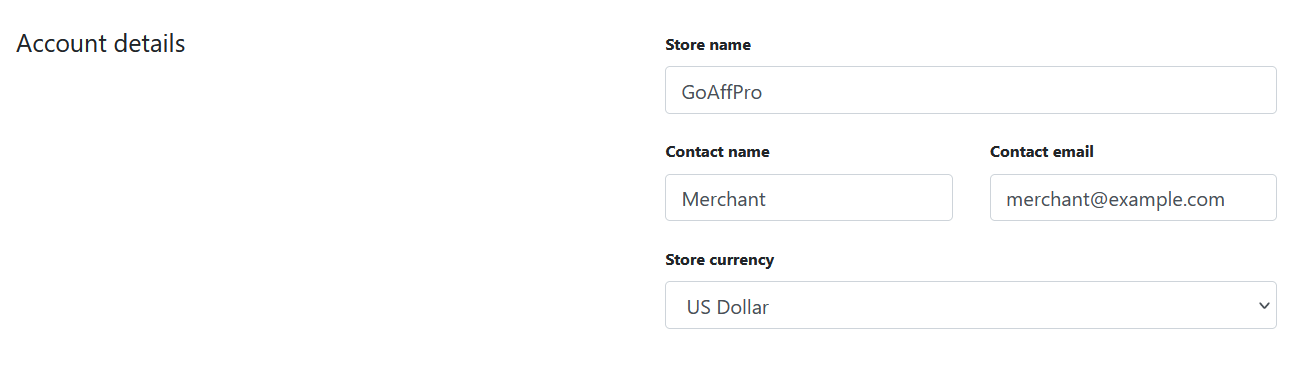 Account details
Store name
GoAffPro
Contact name
Contact email
Merchant
merchant@example.com
Store currency
US Dollar